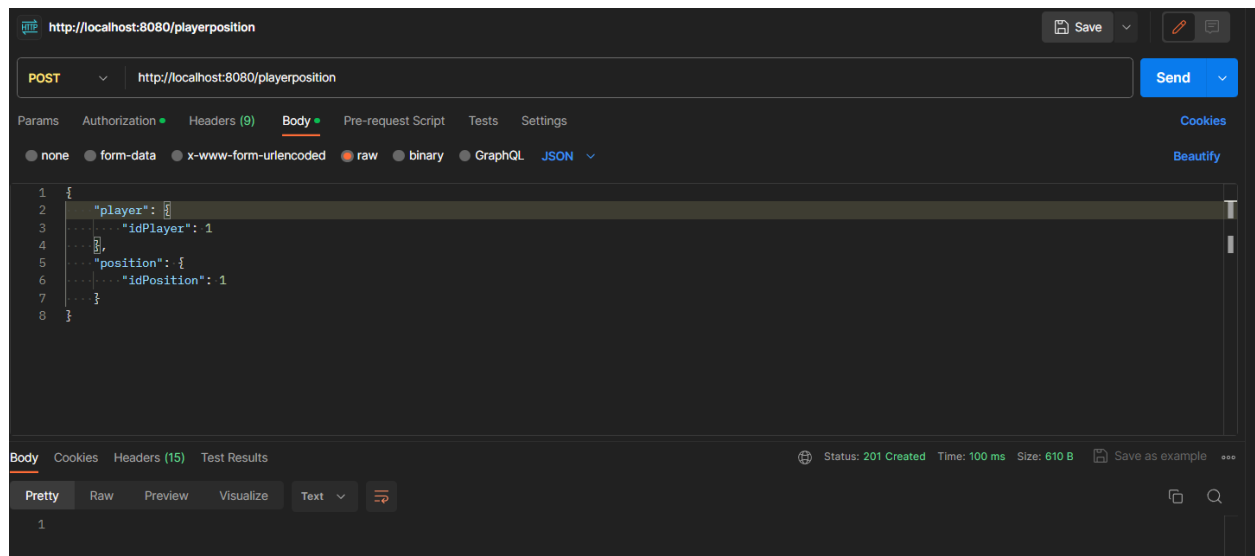 HTTP http://localhost:8080/playerposition Save
POST http://localhost:8080/playerposition Send
Params Authorization Headers (9) Body Pre-request Script Tests Settings Cookies
none form-data x-www-form-urlencoded raw binary GraphQL JSON Beautify
1 {
2 "player": {
3 "idPlayer": 1
4 },
5 "position": {
6 "idPosition": 1
7 }
8 }
Body Cookies Headers (15) Test Results Status: 201 Created Time: 100 ms Size: 610 B Save as example
Pretty Raw Preview Visualize Text
1